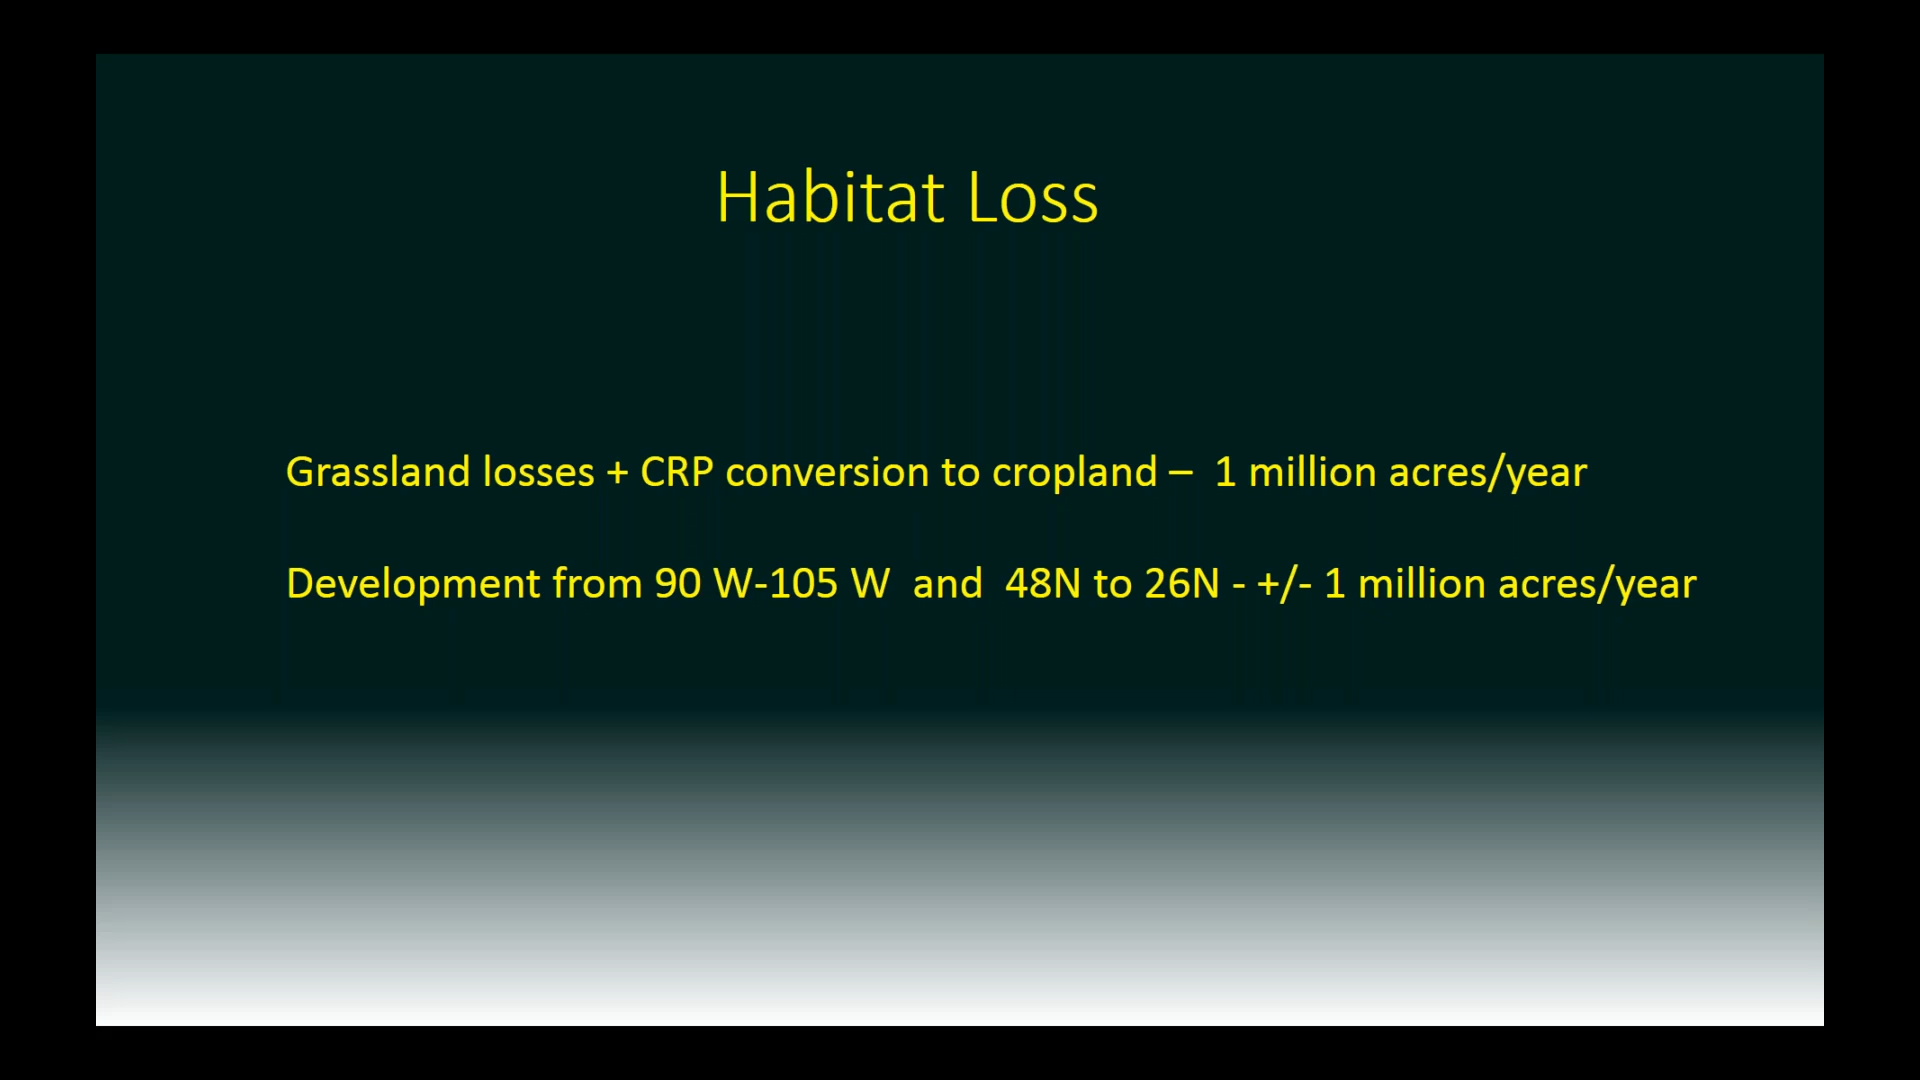 Habitat Loss
Grassland losses + CRP conversion to cropland – 1 million acres/year
Development from 90 W-105 W and 48N to 26N - +/- 1 million acres/year